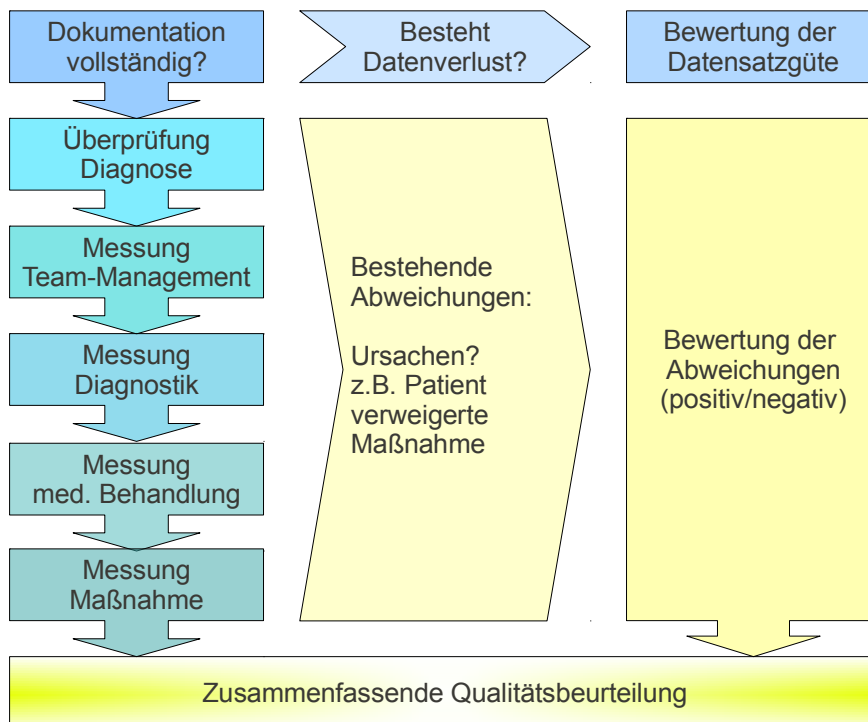 Dokumentation
vollständig?
Besteht
Datenverlust?
Bewertung der
Datensatzgüte
Überprüfung
Diagnose
Messung
Team-Management
Messung
Diagnostik
Messung
med. Behandlung
Messung
Maßnahme
Bestehende
Abweichungen:
Ursachen?
z.B. Patient
verweigerte
Maßnahme
Bewertung der
Abweichungen
(positiv/negativ)
Zusammenfassende Qualitätsbeurteilung